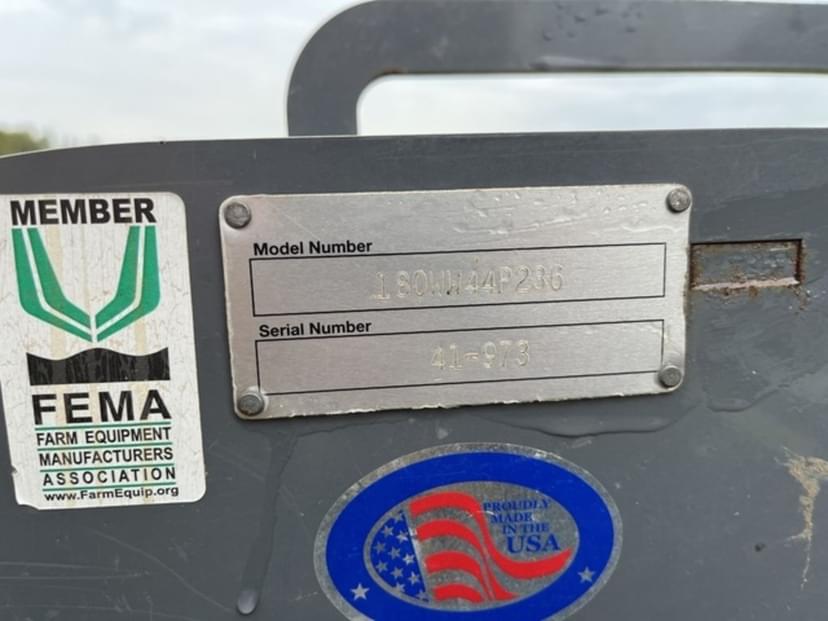 MEMBER
FEMA
FARM EQUIPMENT
MANUFACTURERS
ASSOCIATION
www.FarmEquip.org
Model Number
180WW44P236
Serial Number
41-973
PROUDLY
MADE
IN THE
USA